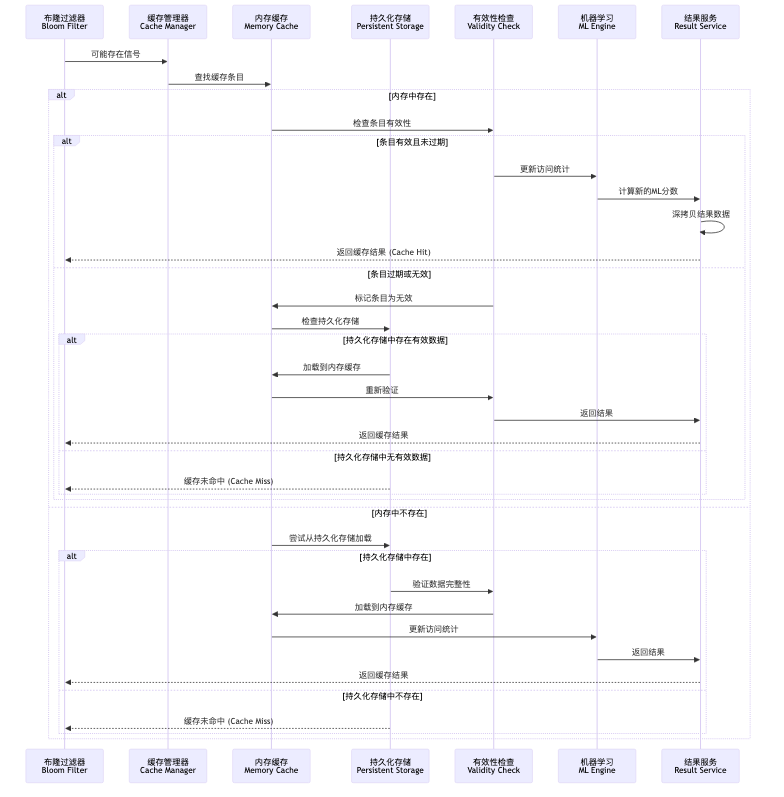 布隆过滤器
Bloom Filter
缓存管理器
Cache Manager
内存缓存
Memory Cache
持久化存储
Persistent Storage
有效性检查
Validity Check
机器学习
ML Engine
结果服务
Result Service
可能存在信号
查找缓存条目
alt
[内存中存在]
检查条目有效性
alt
[条目有效且未过期]
更新访问统计
计算新的ML分数
深拷贝结果数据
返回缓存结果 (Cache Hit)
[条目过期或无效]
标记条目为无效
检查持久化存储
alt
[持久化存储中存在有效数据]
加载到内存缓存
重新验证
返回结果
返回缓存结果
[持久化存储中无有效数据]
缓存未命中 (Cache Miss)
[内存中不存在]
尝试从持久化存储加载
alt
[持久化存储中存在]
验证数据完整性
加载到内存缓存
更新访问统计
返回结果
返回缓存结果
[持久化存储中不存在]
缓存未命中 (Cache Miss)
布隆过滤器
Bloom Filter
缓存管理器
Cache Manager
内存缓存
Memory Cache
持久化存储
Persistent Storage
有效性检查
Validity Check
机器学习
ML Engine
结果服务
Result Service